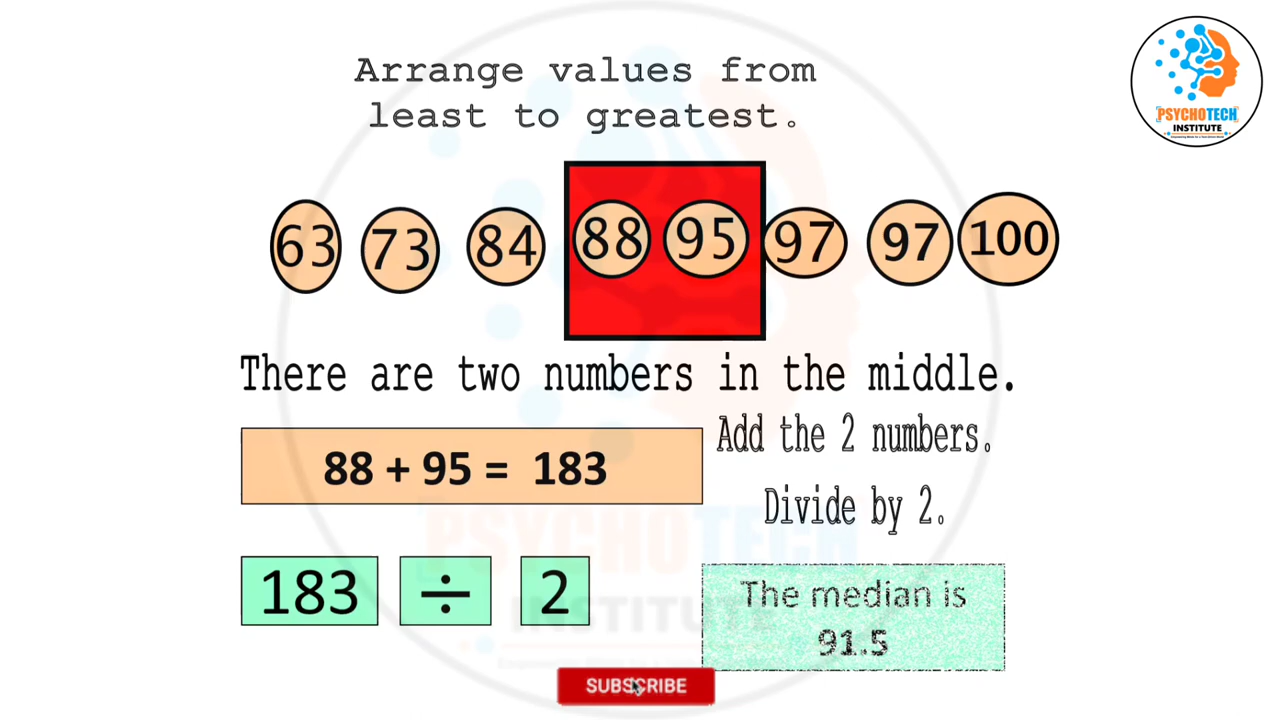 Arrange values from
least to greatest.
PSYCHOTECH
INSTITUTE
63 73 84 88 95 97 97 100
There are two numbers in the middle.
Add the 2 numbers.
88 + 95 = 183
Divide by 2.
183 ÷ 2
The median is
91.5
PSYCHOTECH
INSTITUTE
SUBSCRIBE